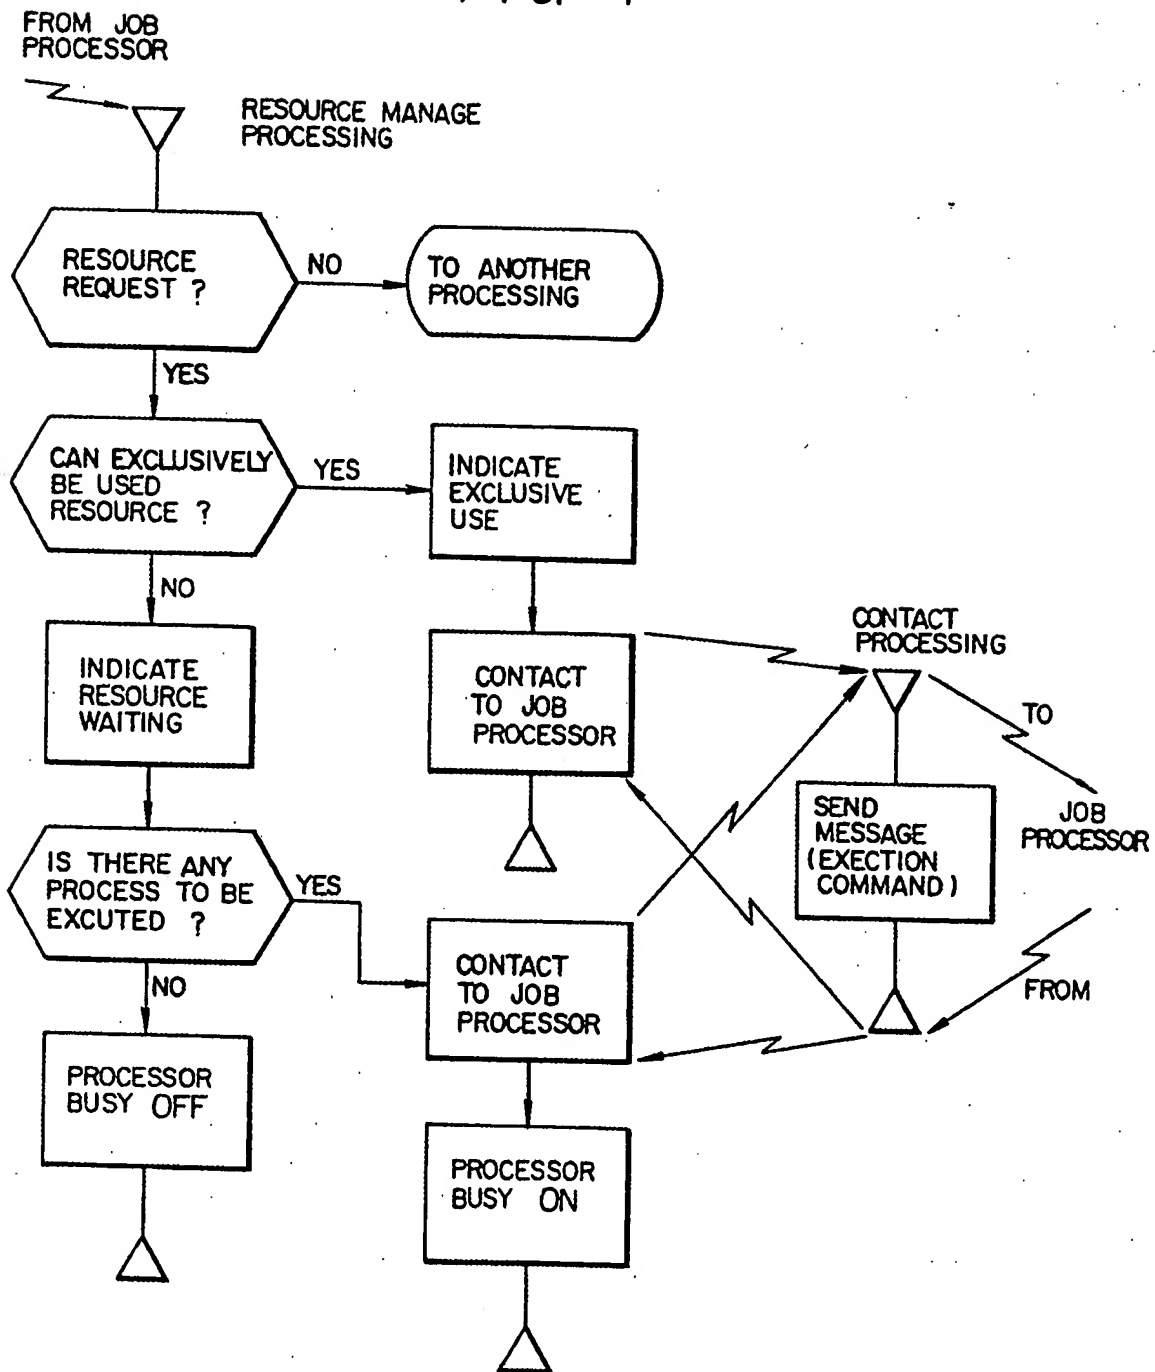 FROM JOB
PROCESSOR
RESOURCE MANAGE
PROCESSING
RESOURCE
REQUEST ?
NO
TO ANOTHER
PROCESSING
YES
CAN EXCLUSIVELY
BE USED
RESOURCE ?
YES
INDICATE
EXCLUSIVE
USE
NO
INDICATE
RESOURCE
WAITING
CONTACT
TO JOB
PROCESSOR
CONTACT
PROCESSING
TO
JOB
PROCESSOR
SEND
MESSAGE
(EXECTION
COMMAND)
FROM
IS THERE ANY
PROCESS TO BE
EXCUTED ?
YES
CONTACT
TO JOB
PROCESSOR
NO
PROCESSOR
BUSY OFF
PROCESSOR
BUSY ON